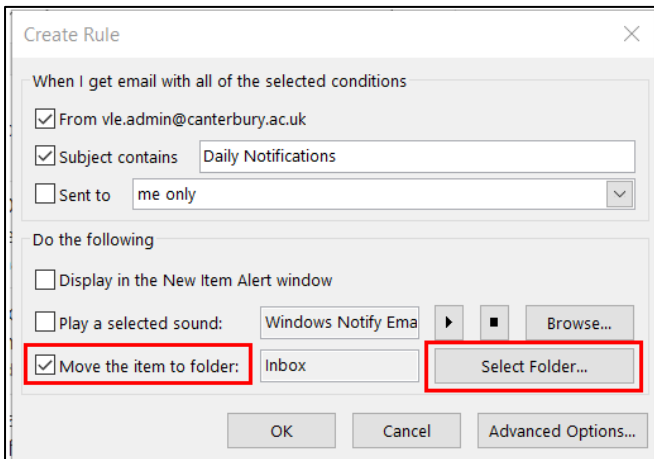 Create Rule
When I get email with all of the selected conditions
From vle.admin@canterbury.ac.uk
Subject contains Daily Notifications
Sent to me only
Do the following
Display in the New Item Alert window
Play a selected sound: Windows Notify Ema Browse...
Move the item to folder: Inbox Select Folder...
OK Cancel Advanced Options...